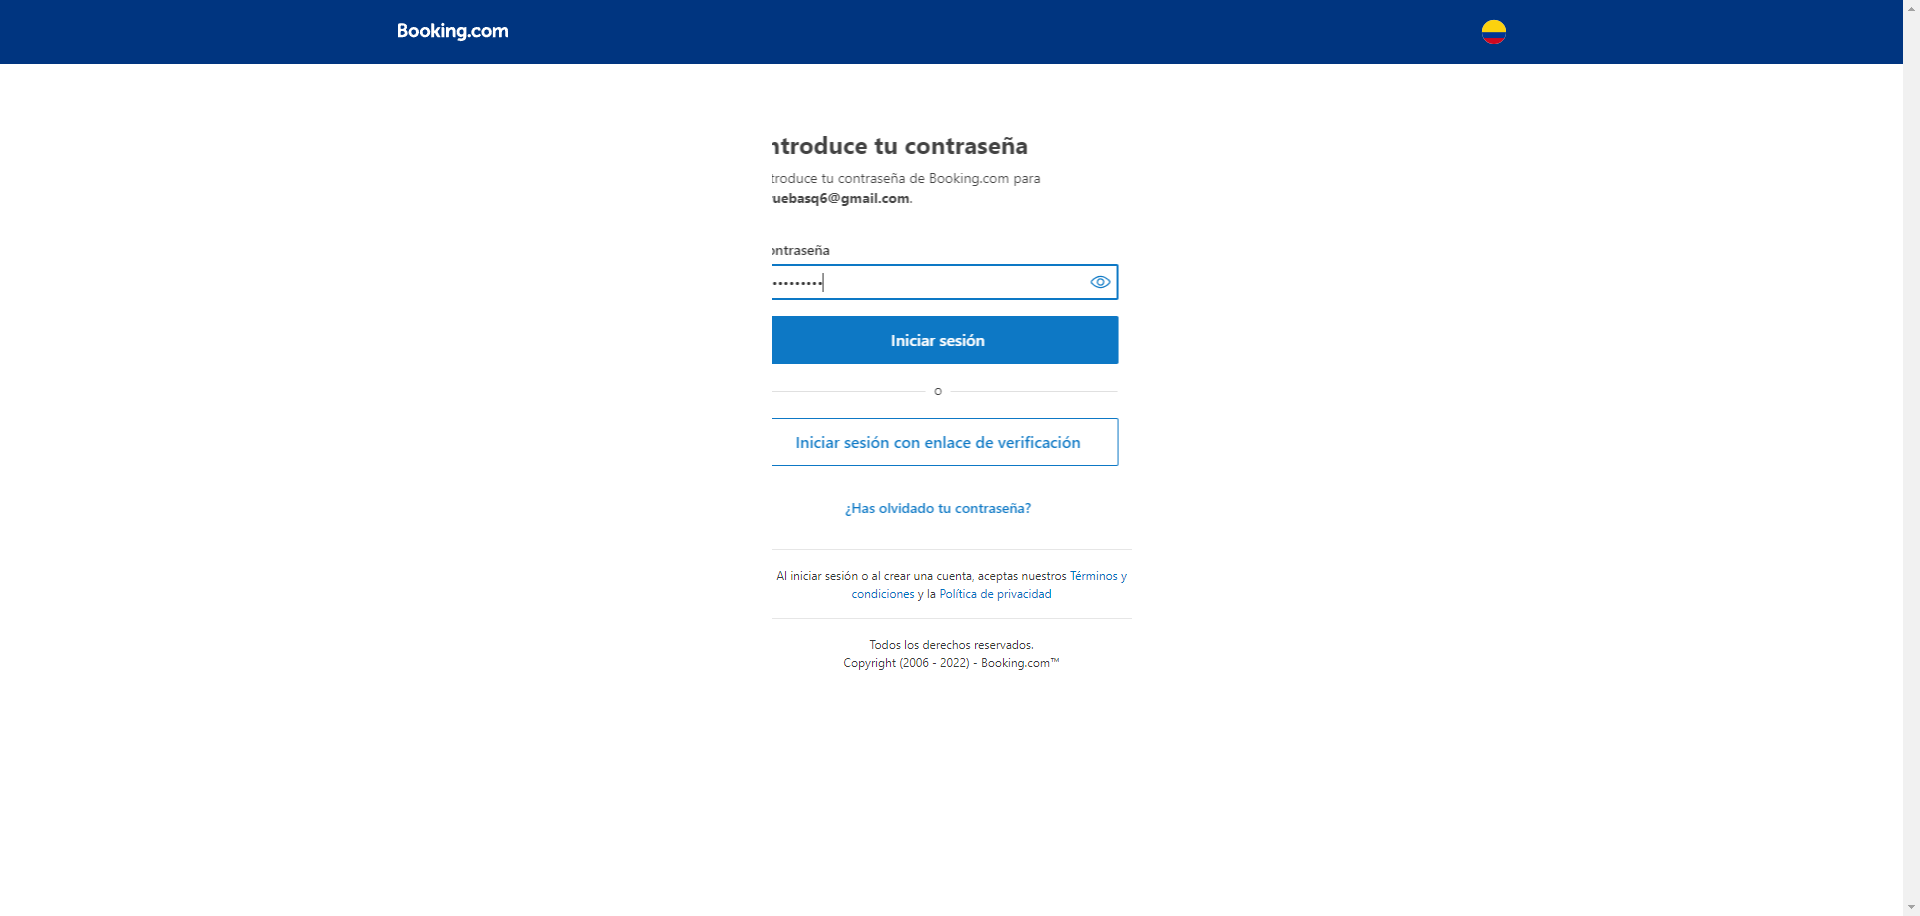 Booking.com
ntroduce tu contraseña
troduce tu contraseña de Booking.com para
uebasq6@gmail.com.
ontraseña
••••••••••
Iniciar sesión
o
Iniciar sesión con enlace de verificación
¿Has olvidado tu contraseña?
Al iniciar sesión o al crear una cuenta, aceptas nuestros Términos y
condiciones y la Política de privacidad
Todos los derechos reservados.
Copyright (2006 - 2022) - Booking.com™